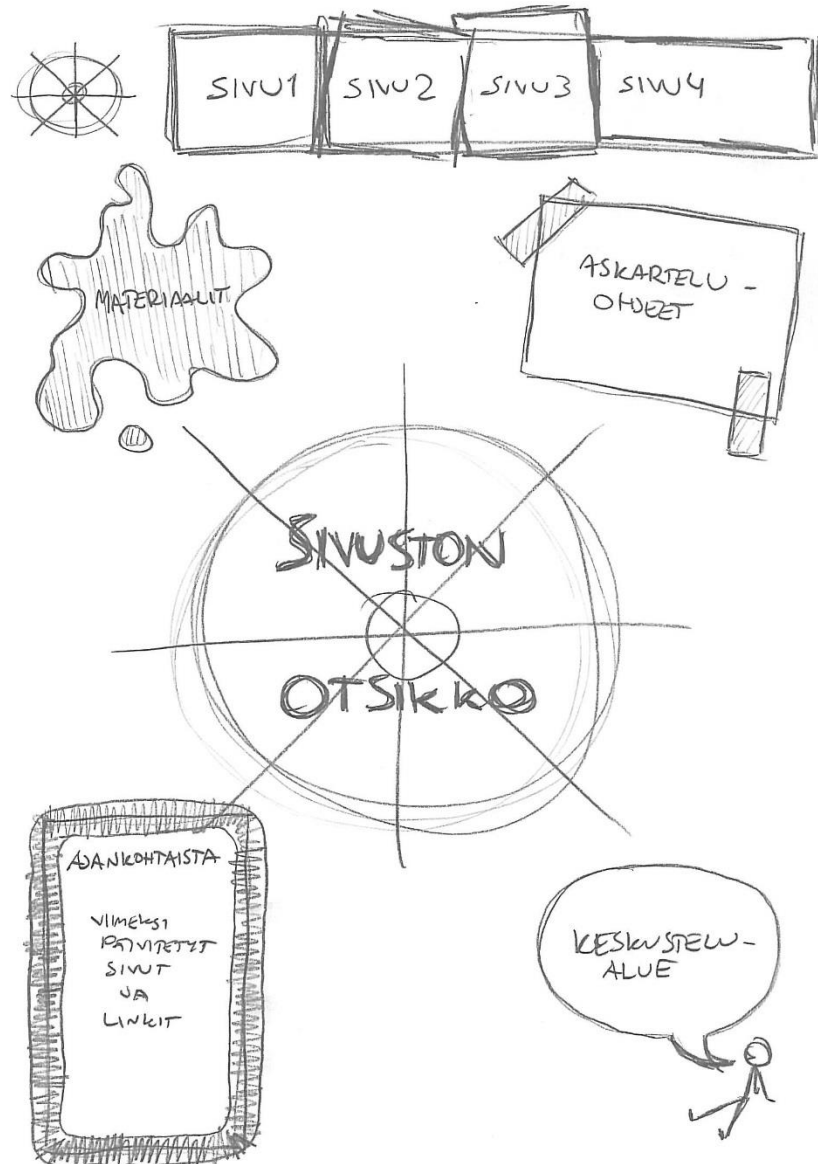 SIVU1
SIVU2
SIVU3
SIVU4
MATERIAALIT
ASKARTELU-
OHJEET
SIVUSTON
OTSIKKO
AJANKOHTAISTA
VIIMEKSI
PÄIVITETYT
SIVUT
JA
LINKIT
KESKUSTELU-
ALUE